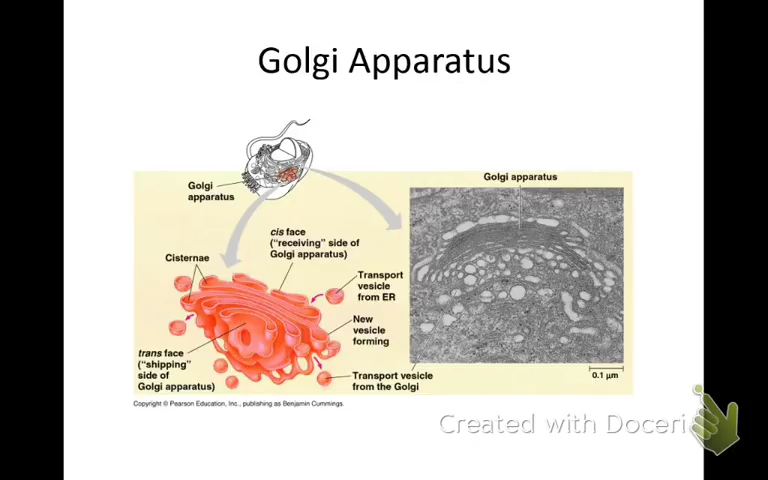 Golgi Apparatus
Golgi apparatus
Golgi
apparatus
cis face
("receiving" side of
Golgi apparatus)
Cisternae
Transport
vesicle
from ER
New
vesicle
forming
trans face
("shipping"
side of
Golgi apparatus)
Transport vesicle
from the Golgi
0.1 µm
Copyright © Pearson Education, Inc., publishing as Benjamin Cummings.
Created with Doceri